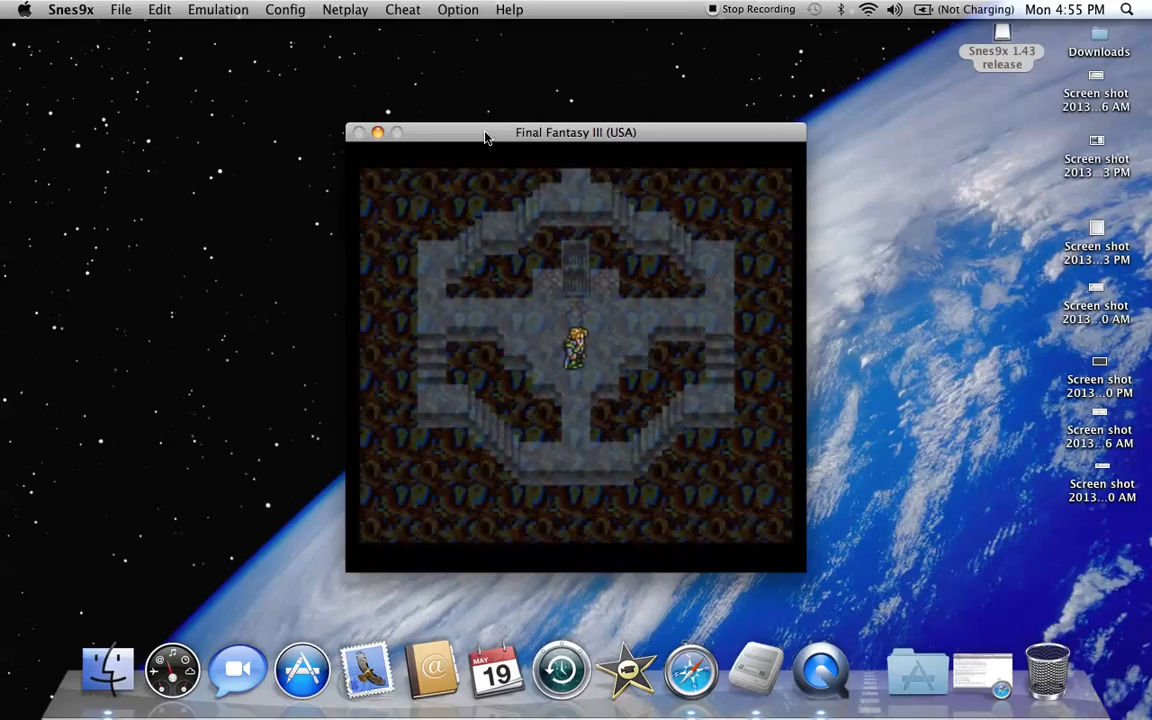 Snes9x File Edit Emulation Config Netplay Cheat Option Help Stop Recording (Not Charging) Mon 4:55 PM
Snes9x 1.43
release
Downloads
Screen shot
2013...6 AM
Screen shot
2013...3 PM
Screen shot
2013...3 PM
Screen shot
2013...0 AM
Screen shot
2013...0 PM
Screen shot
2013...6 AM
Screen shot
2013...0 AM
Final Fantasy III (USA)
MAY
19